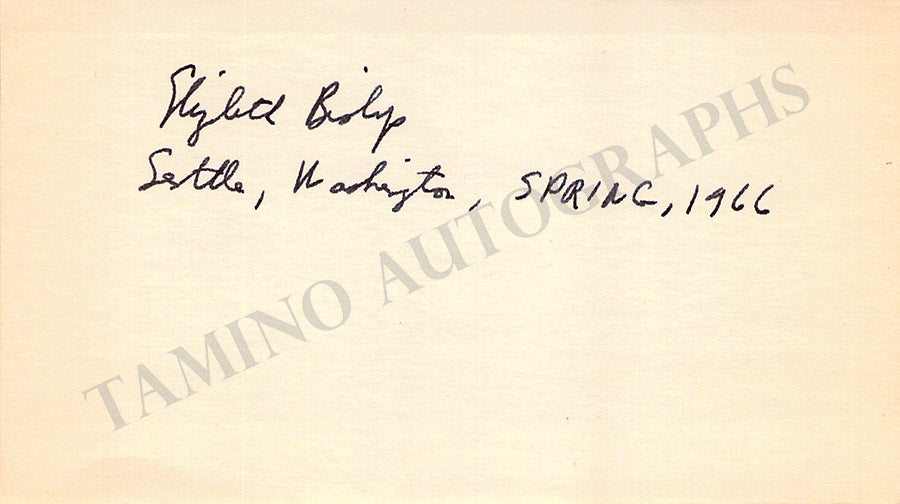 Elizabeth Bishop
Seattle, Washington, SPRING, 1966
TAMINO AUTOGRAPHS